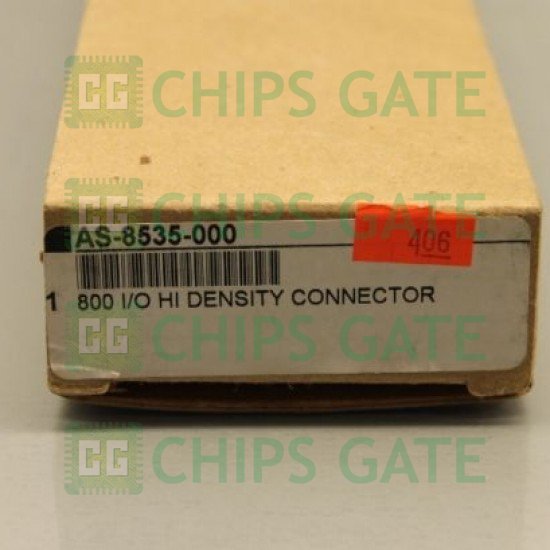 CG CHIPS GATE
AS-8535-000
406
1 800 I/O HI DENSITY CONNECTOR
CG CHIPS GATE
CG CHIPS GATE
CG CHIPS GATE